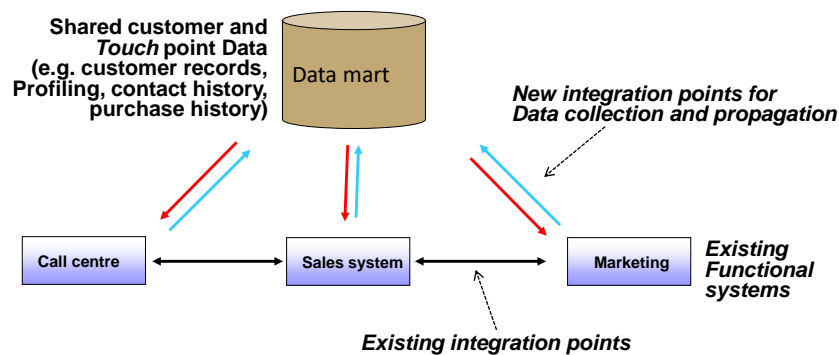 Shared customer and
Touch point Data
(e.g. customer records,
Profiling, contact history,
purchase history)
Data mart
New integration points for
Data collection and propagation
Call centre
Sales system
Marketing
Existing
Functional
systems
Existing integration points